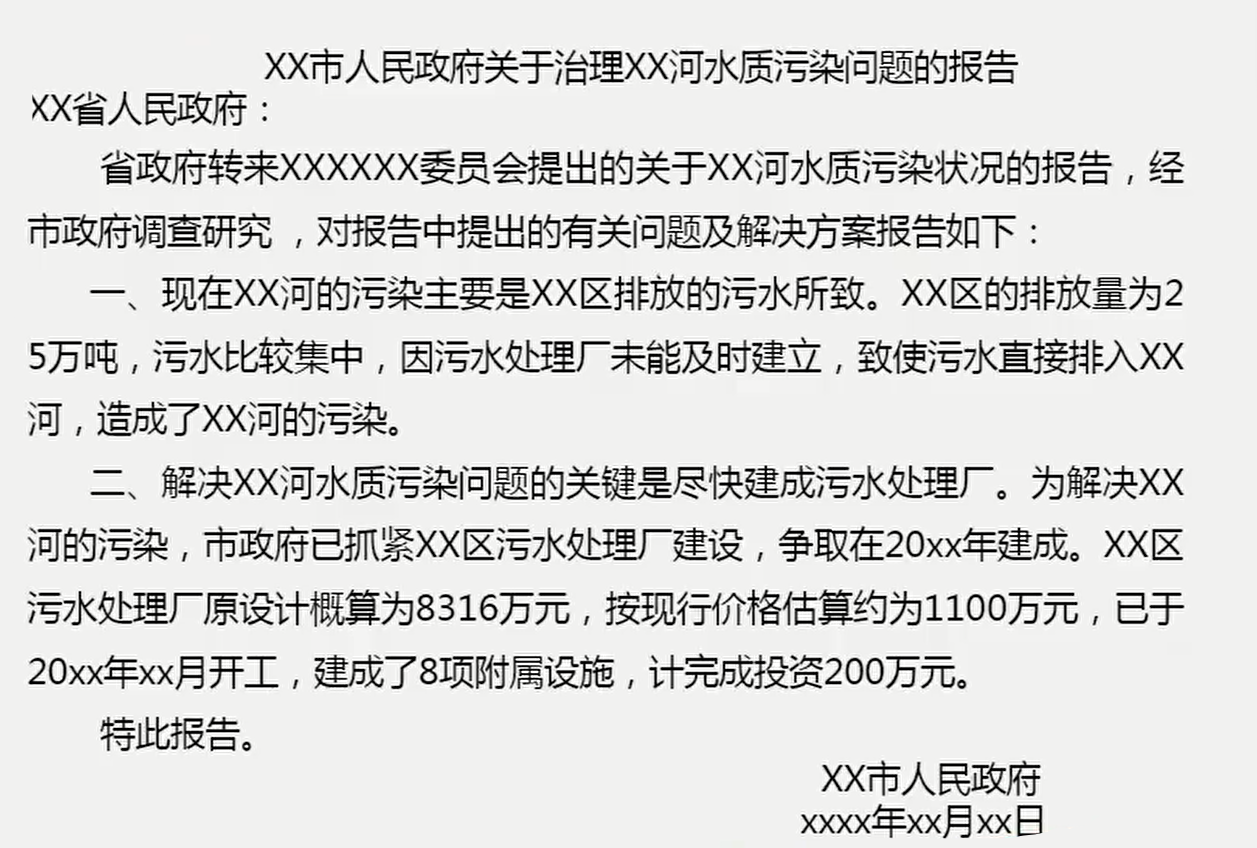 XX市人民政府关于治理XX河水质污染问题的报告
XX省人民政府：
省政府转来XXXXXX委员会提出的关于XX河水质污染状况的报告，经
市政府调查研究 ，对报告中提出的有关问题及解决方案报告如下：
一、现在XX河的污染主要是XX区排放的污水所致。XX区的排放量为2
5万吨，污水比较集中，因污水处理厂未能及时建立，致使污水直接排入XX
河，造成了XX河的污染。
二、解决XX河水质污染问题的关键是尽快建成污水处理厂。为解决XX
河的污染，市政府已抓紧XX区污水处理厂建设，争取在20xx年建成。XX区
污水处理厂原设计概算为8316万元，按现行价格估算约为1100万元，已于
20xx年xx月开工，建成了8项附属设施，计完成投资200万元。
特此报告。
XX市人民政府
xxxx年xx月xx日